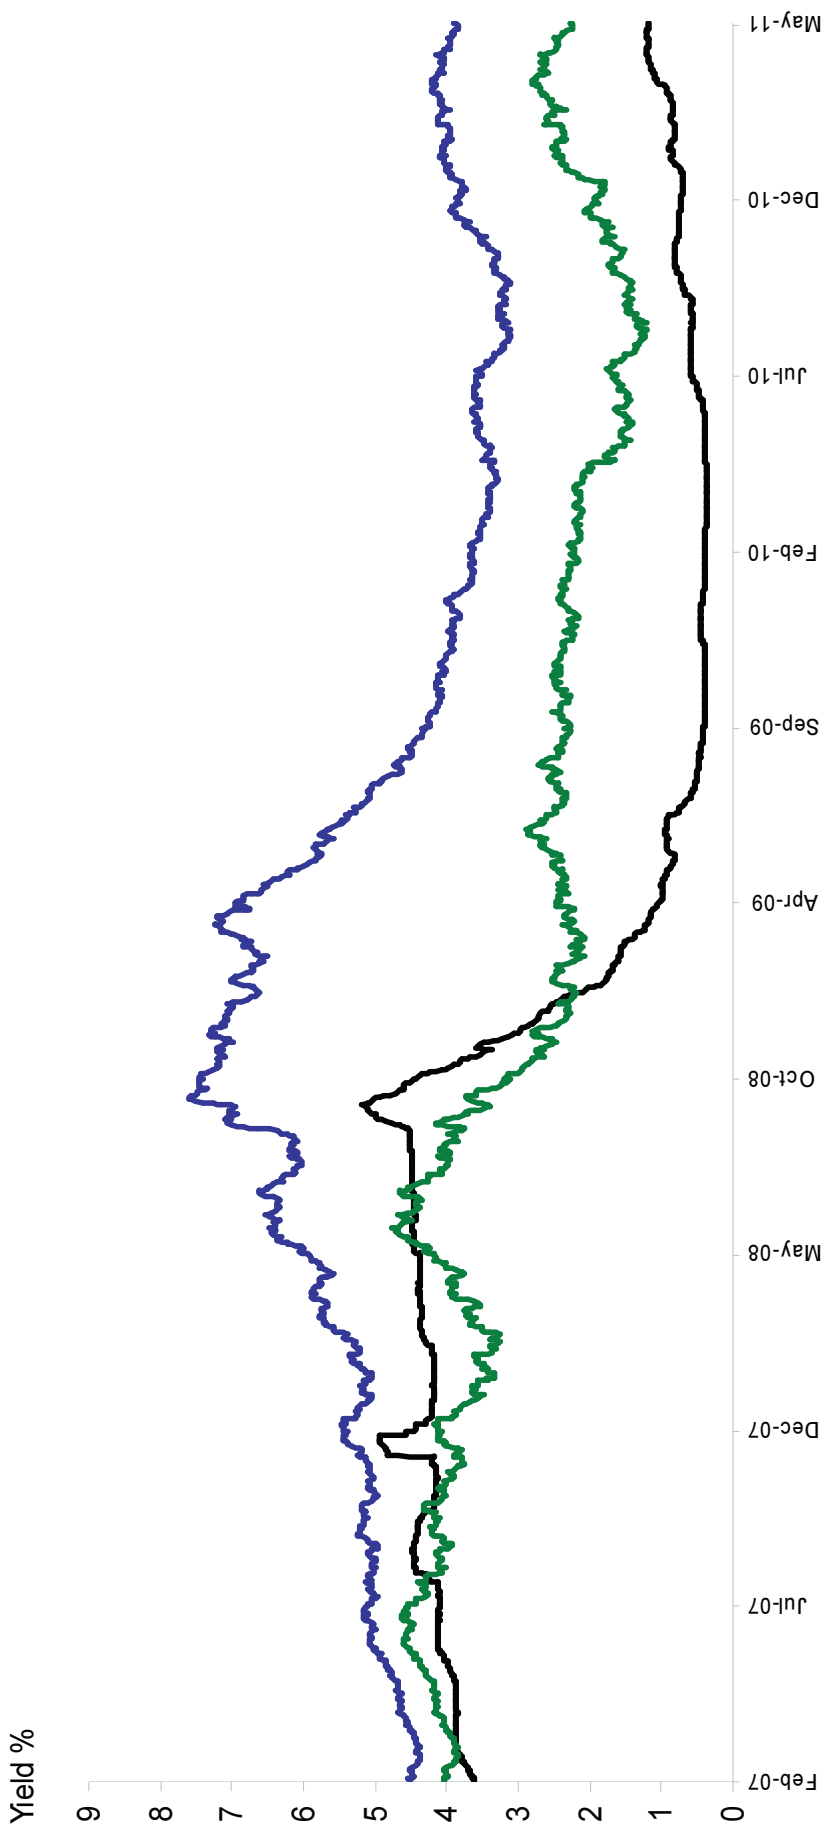 Yield %
9
8
7
6
5
4
3
2
1
0
Feb-07
Jul-07
Dec-07
May-08
Oct-08
Apr-09
Sep-09
Feb-10
Jul-10
Dec-10
May-11